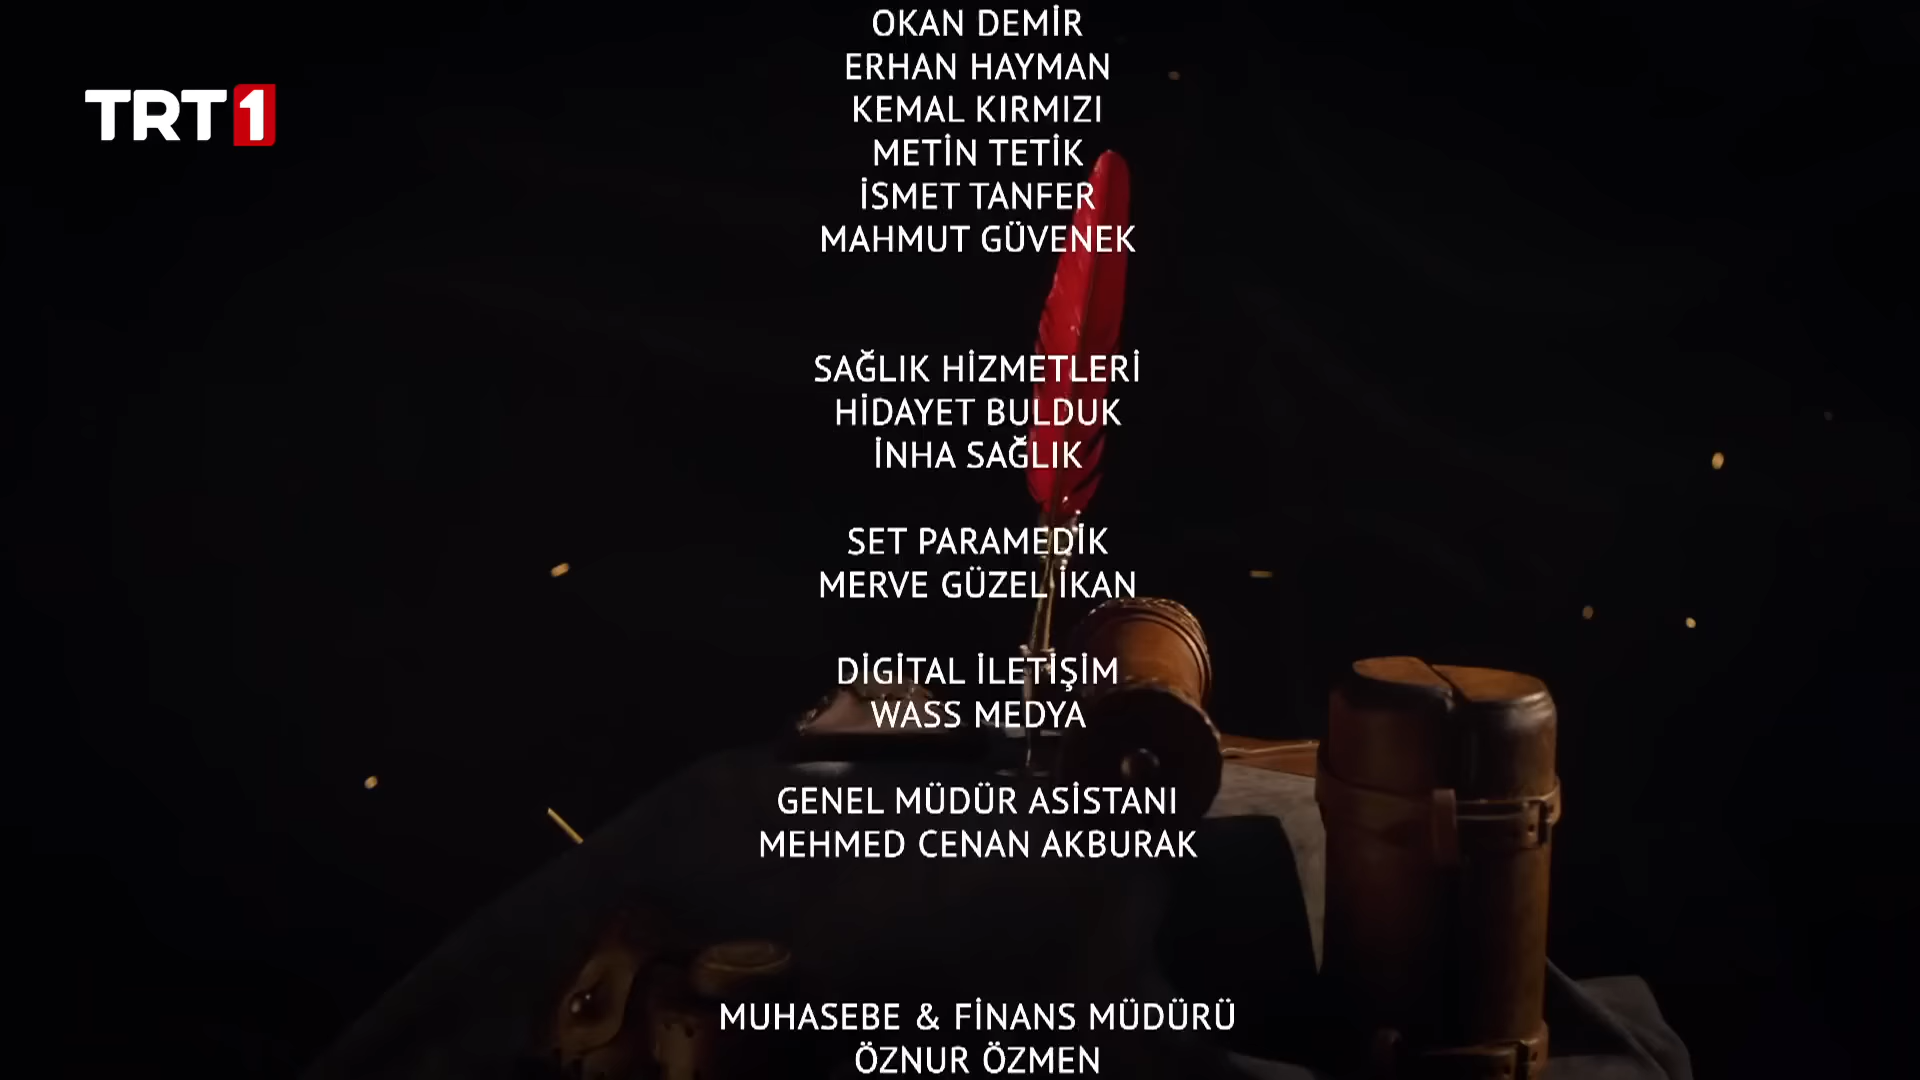 OKAN DEMİR
ERHAN HAYMAN
TRT1
KEMAL KIRMIZI
METİN TETİK
İSMET TANFER
MAHMUT GÜVENEK
SAĞLIK HİZMETLERİ
HİDAYET BULDUK
İNHA SAĞLIK
SET PARAMEDİK
MERVE GÜZEL İKAN
DİGİTAL İLETİŞİM
WASS MEDYA
GENEL MÜDÜR ASİSTANI
MEHMED CENAN AKBURAK
MUHASEBE & FİNANS MÜDÜRÜ
ÖZNUR ÖZMEN